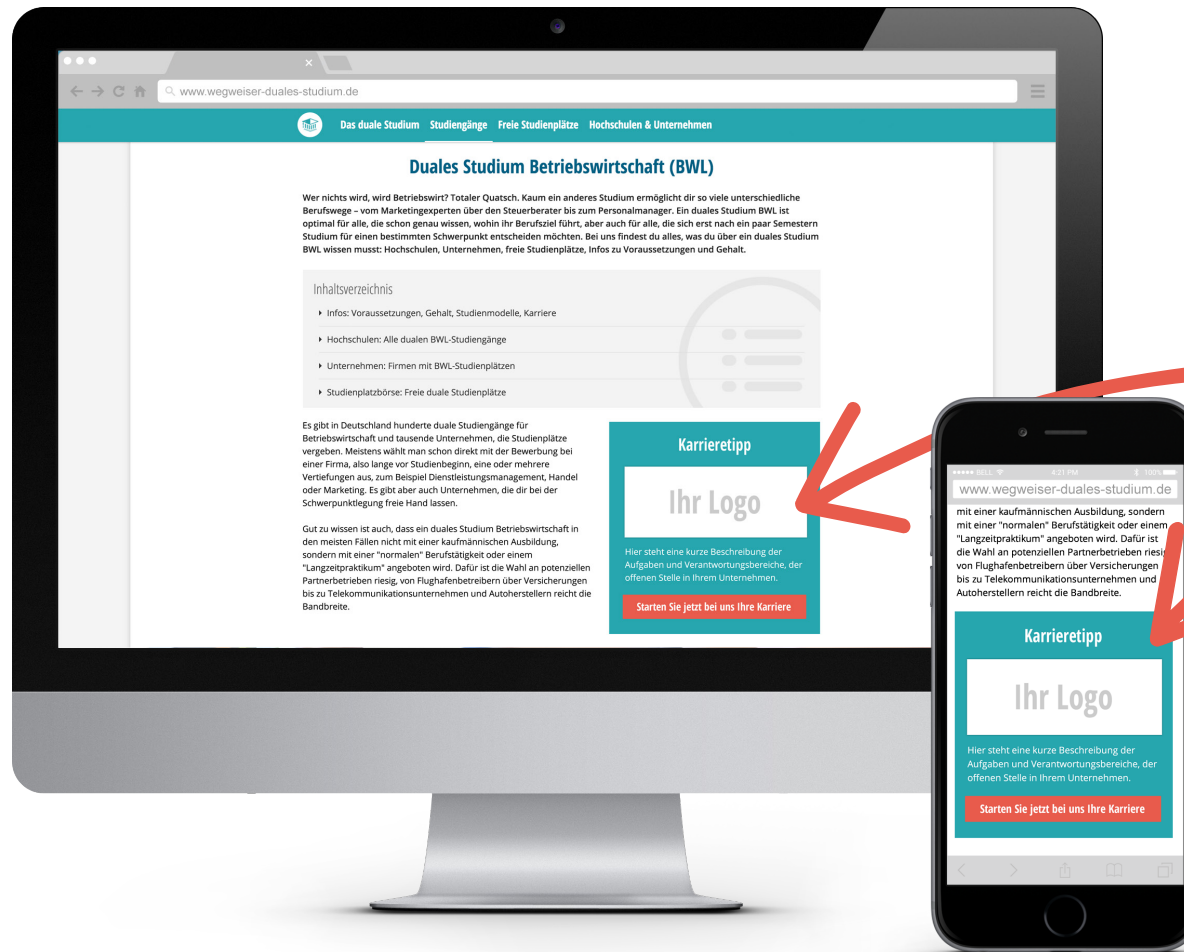 www.wegweiser-duales-studium.de
Das duale Studium Studiengänge Freie Studienplätze Hochschulen & Unternehmen
Duales Studium Betriebswirtschaft (BWL)
Wer nichts wird, wird Betriebswirt? Totaler Quatsch. Kaum ein anderes Studium ermöglicht dir so viele unterschiedliche
Berufswege – vom Marketingexperten über den Steuerberater bis zum Personalmanager. Ein duales Studium BWL ist
optimal für alle, die schon genau wissen, wohin ihr Berufsziel führt, aber auch für alle, die sich erst nach ein paar Semestern
Studium für einen bestimmten Schwerpunkt entscheiden möchten. Bei uns findest du alles, was du über ein duales Studium
BWL wissen musst: Hochschulen, Unternehmen, freie Studienplätze, Infos zu Voraussetzungen und Gehalt.
Inhaltsverzeichnis
Infos: Voraussetzungen, Gehalt, Studienmodelle, Karriere
Hochschulen: Alle dualen BWL-Studiengänge
Unternehmen: Firmen mit BWL-Studienplätzen
Studienplatzbörse: Freie duale Studienplätze
Es gibt in Deutschland hunderte duale Studiengänge für
Betriebswirtschaft und tausende Unternehmen, die Studienplätze
vergeben. Meistens wählt man schon direkt mit der Bewerbung bei
einer Firma, also lange vor Studienbeginn, eine oder mehrere
Vertiefungen aus, zum Beispiel Dienstleistungsmanagement, Handel
oder Marketing. Es gibt aber auch Unternehmen, die dir bei der
Schwerpunktlegung freie Hand lassen.
Gut zu wissen ist auch, dass ein duales Studium Betriebswirtschaft in
den meisten Fällen nicht mit einer kaufmännischen Ausbildung,
sondern mit einer "normalen" Berufstätigkeit oder einem
"Langzeitpraktikum" angeboten wird. Dafür ist die Wahl an potenziellen
Partnerbetrieben riesig, von Flughafenbetreibern über Versicherungen
bis zu Telekommunikationsunternehmen und Autoherstellern reicht die
Bandbreite.
Karrieretipp
Ihr Logo
Hier steht eine kurze Beschreibung der
Aufgaben und Verantwortungsbereiche, der
offenen Stelle in Ihrem Unternehmen.
Starten Sie jetzt bei uns Ihre Karriere
BELL 4:21 PM 100%
www.wegweiser-duales-studium.de
mit einer kaufmännischen Ausbildung, sondern
mit einer "normalen" Berufstätigkeit oder einem
"Langzeitpraktikum" angeboten wird. Dafür ist
die Wahl an potenziellen Partnerbetrieben riesig
von Flughafenbetreibern über Versicherungen
bis zu Telekommunikationsunternehmen und
Autoherstellern reicht die Bandbreite.
Karrieretipp
Ihr Logo
Hier steht eine kurze Beschreibung der
Aufgaben und Verantwortungsbereiche, der
offenen Stelle in Ihrem Unternehmen.
Starten Sie jetzt bei uns Ihre Karriere